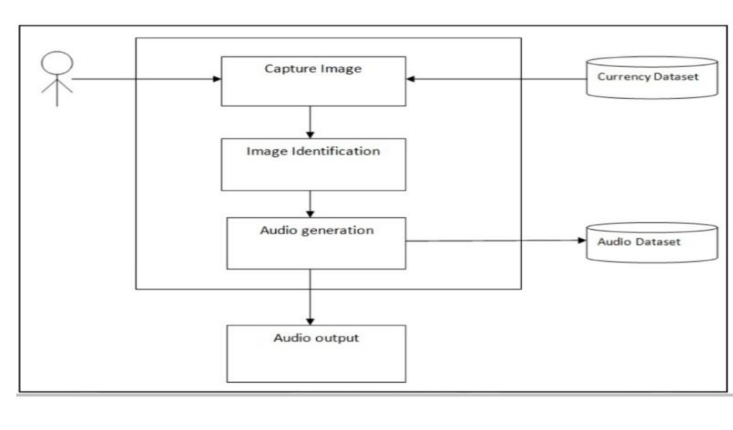 Capture Image
Currency Dataset
Image Identification
Audio generation
Audio Dataset
Audio output